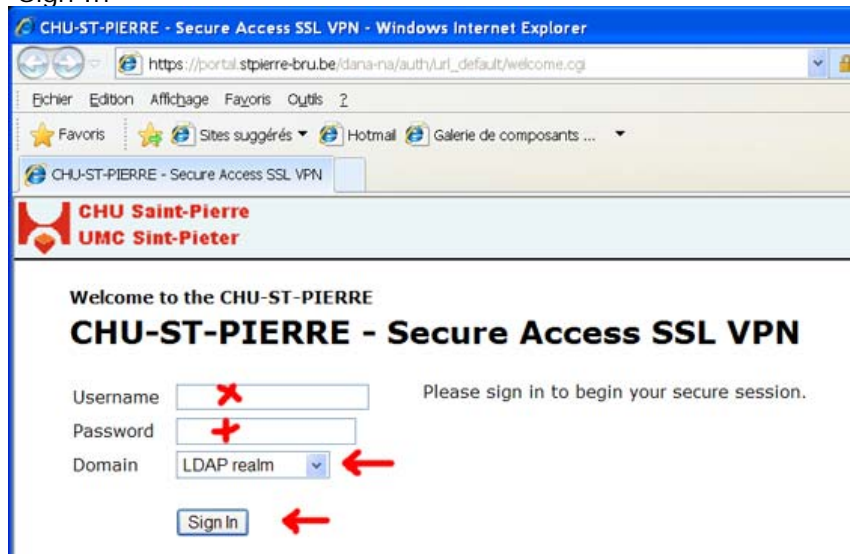 Sign In
CHU-ST-PIERRE - Secure Access SSL VPN - Windows Internet Explorer
https://portal.stpierre-bru.be/dana-na/auth/url_default/welcome.cgi
Fichier Edition Affichage Favoris Outils ?
Favoris Sites suggérés Hotmail Galerie de composants ...
CHU-ST-PIERRE - Secure Access SSL VPN
CHU Saint-Pierre
UMC Sint-Pieter
Welcome to the CHU-ST-PIERRE
CHU-ST-PIERRE - Secure Access SSL VPN
Username Please sign in to begin your secure session.
Password
Domain LDAP realm
Sign In